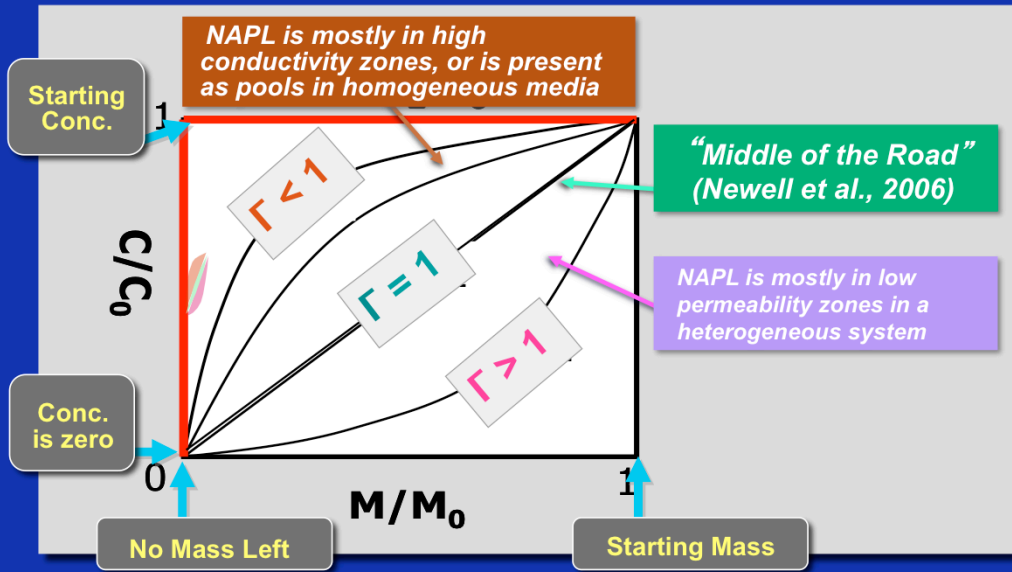 NAPL is mostly in high
conductivity zones, or is present
as pools in homogeneous media
Starting
Conc.
1
"Middle of the Road"
(Newell et al., 2006)
Γ < 1
C/C₀
Γ = 1
NAPL is mostly in low
permeability zones in a
heterogeneous system
Γ > 1
Conc.
is zero
0
1
M/M₀
No Mass Left
Starting Mass